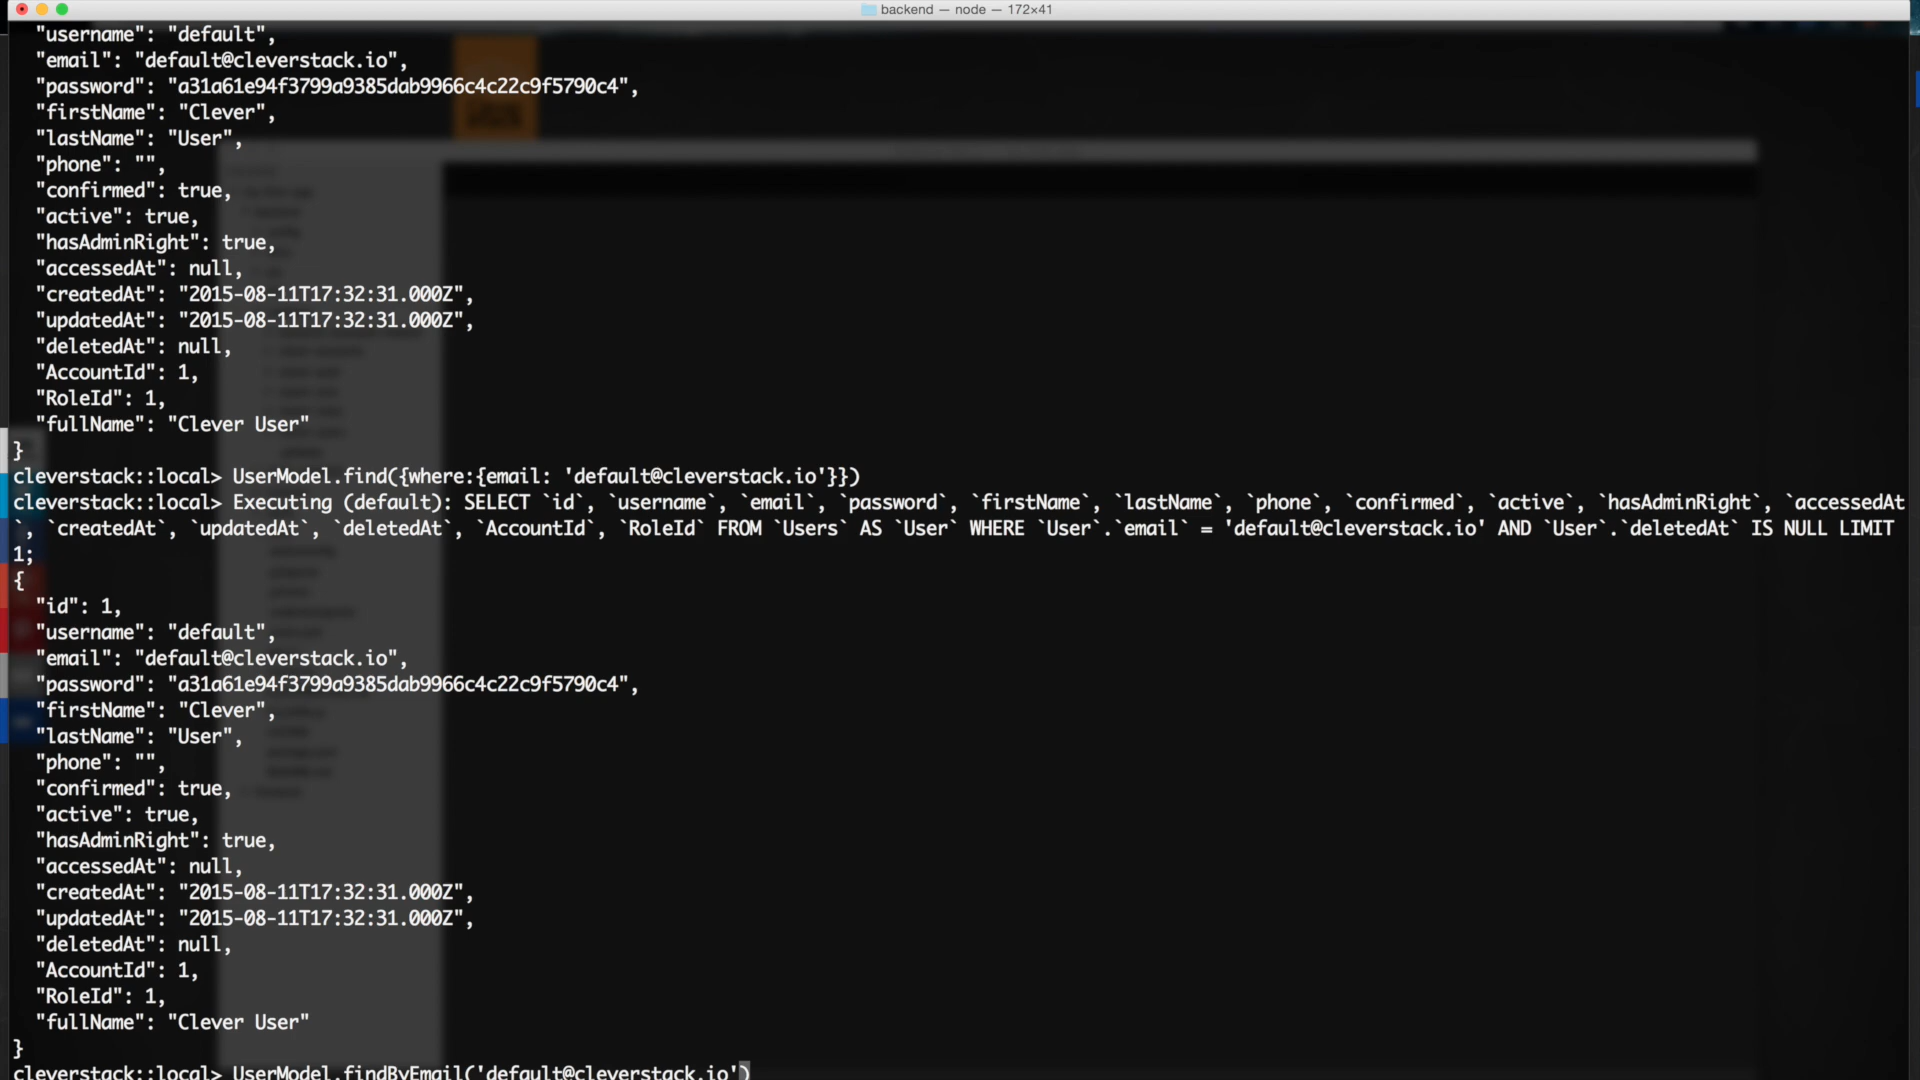 backend — node — 172×41
"username": "default",
"email": "default@cleverstack.io",
"password": "a31a61e94f3799a9385dab9966c4c22c9f5790c4",
"firstName": "Clever",
"lastName": "User",
"phone": "",
"confirmed": true,
"active": true,
"hasAdminRight": true,
"accessedAt": null,
"createdAt": "2015-08-11T17:32:31.000Z",
"updatedAt": "2015-08-11T17:32:31.000Z",
"deletedAt": null,
"AccountId": 1,
"RoleId": 1,
"fullName": "Clever User"
}
cleverstack::local> UserModel.find({where:{email: 'default@cleverstack.io'}})
cleverstack::local> Executing (default): SELECT `id`, `username`, `email`, `password`, `firstName`, `lastName`, `phone`, `confirmed`, `active`, `hasAdminRight`, `accessedAt
`, `createdAt`, `updatedAt`, `deletedAt`, `AccountId`, `RoleId` FROM `Users` AS `User` WHERE `User`.`email` = 'default@cleverstack.io' AND `User`.`deletedAt` IS NULL LIMIT
1;
{
"id": 1,
"username": "default",
"email": "default@cleverstack.io",
"password": "a31a61e94f3799a9385dab9966c4c22c9f5790c4",
"firstName": "Clever",
"lastName": "User",
"phone": "",
"confirmed": true,
"active": true,
"hasAdminRight": true,
"accessedAt": null,
"createdAt": "2015-08-11T17:32:31.000Z",
"updatedAt": "2015-08-11T17:32:31.000Z",
"deletedAt": null,
"AccountId": 1,
"RoleId": 1,
"fullName": "Clever User"
}
cleverstack::local> UserModel.findByEmail('default@cleverstack.io')